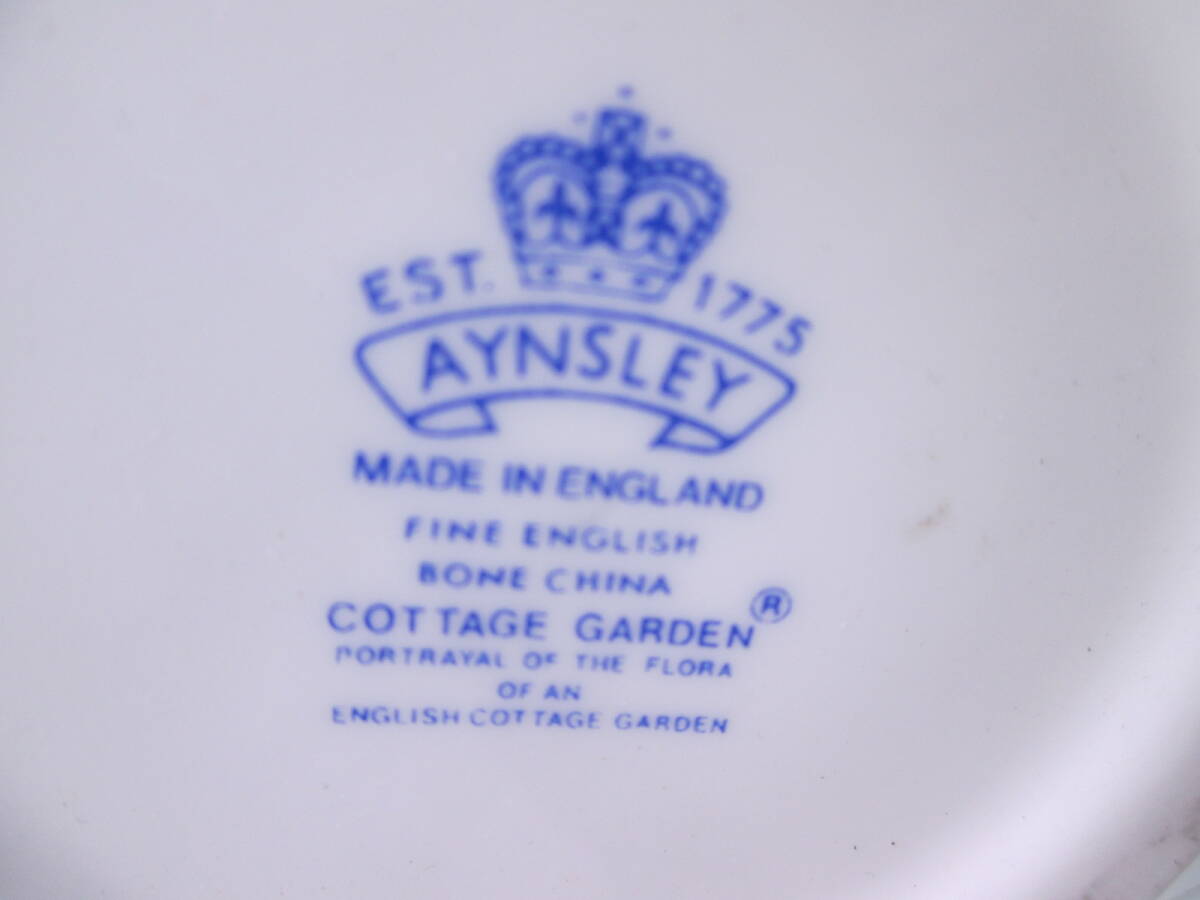 EST. 1775
AYNSLEY
MADE IN ENGLAND
FINE ENGLISH
BONE CHINA
COTTAGE GARDEN ®
PORTRAYAL OF THE FLORA
OF AN
ENGLISH COTTAGE GARDEN